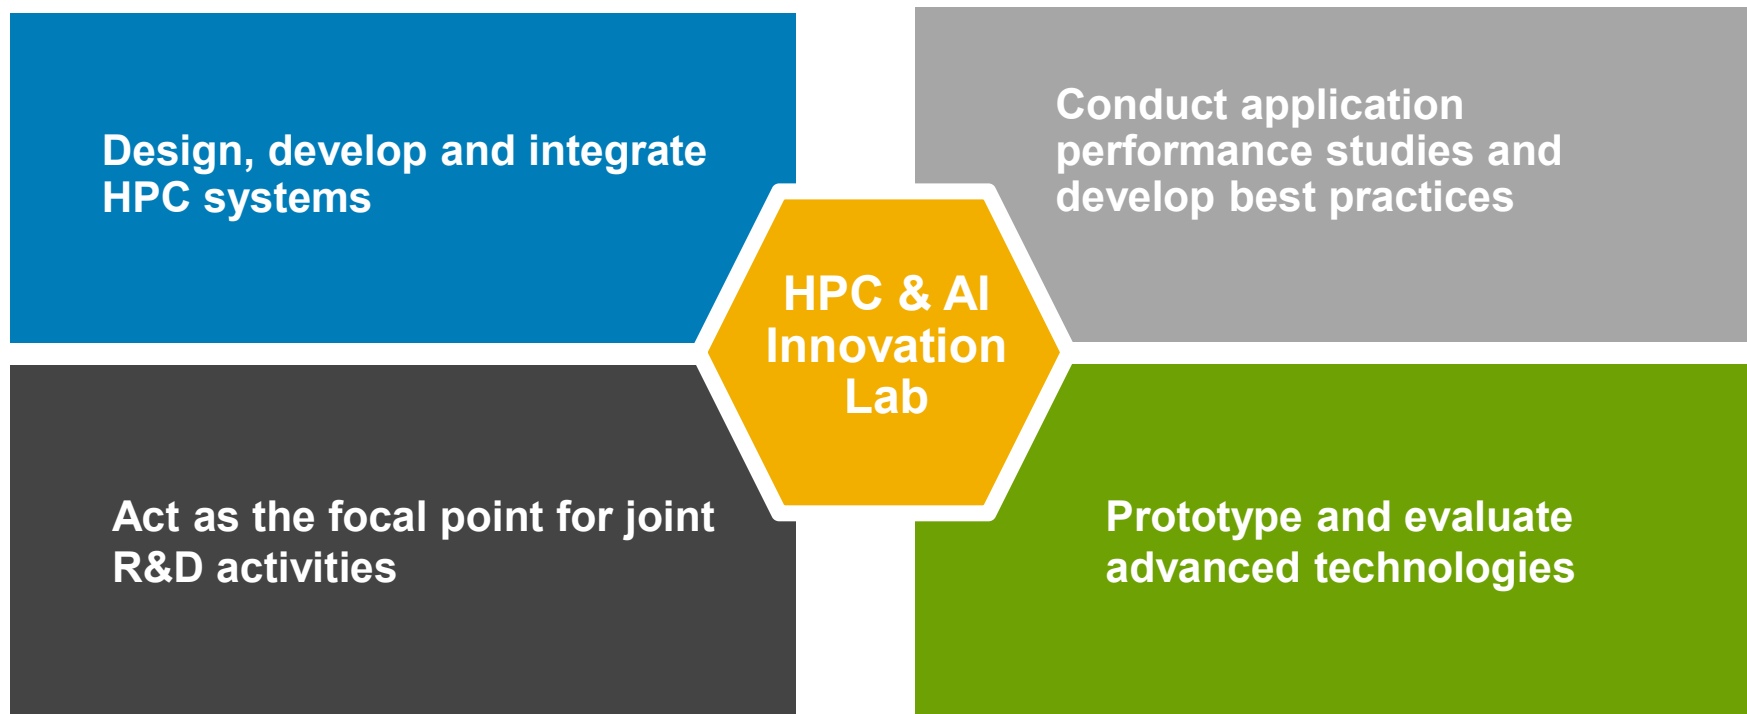 Design, develop and integrate
HPC systems
Conduct application
performance studies and
develop best practices
HPC & AI
Innovation
Lab
Act as the focal point for joint
R&D activities
Prototype and evaluate
advanced technologies